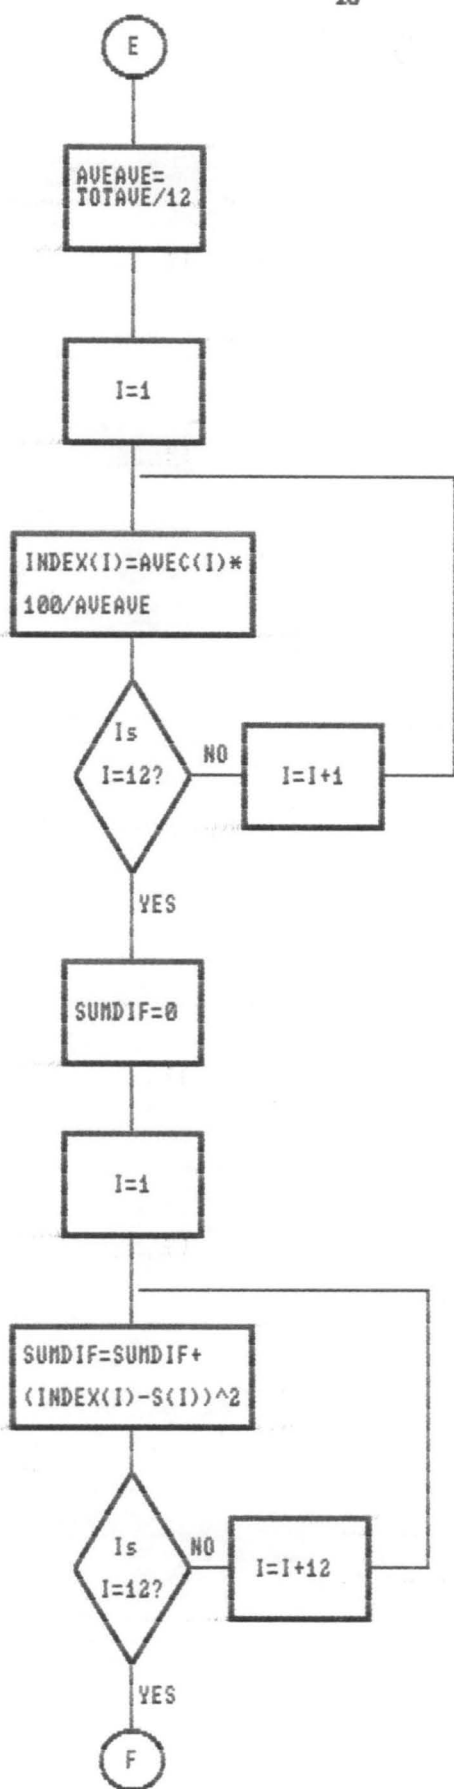 E
AVEAVE=
TOTAVE/12
I=1
INDEX(I)=AVEC(I)*
100/AVEAVE
Is
I=12?
NO
I=I+1
YES
SUMDIF=0
I=1
SUMDIF=SUMDIF+
(INDEX(I)-S(I))^2
Is
I=12?
NO
I=I+12
YES
F